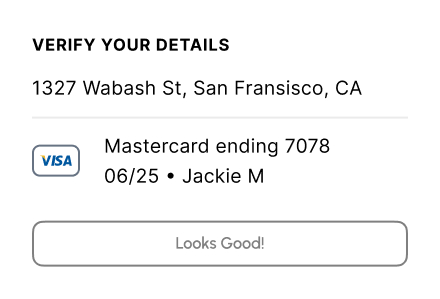 VERIFY YOUR DETAILS
1327 Wabash St, San Fransisco, CA
VISA
Mastercard ending 7078
06/25 • Jackie M
Looks Good!